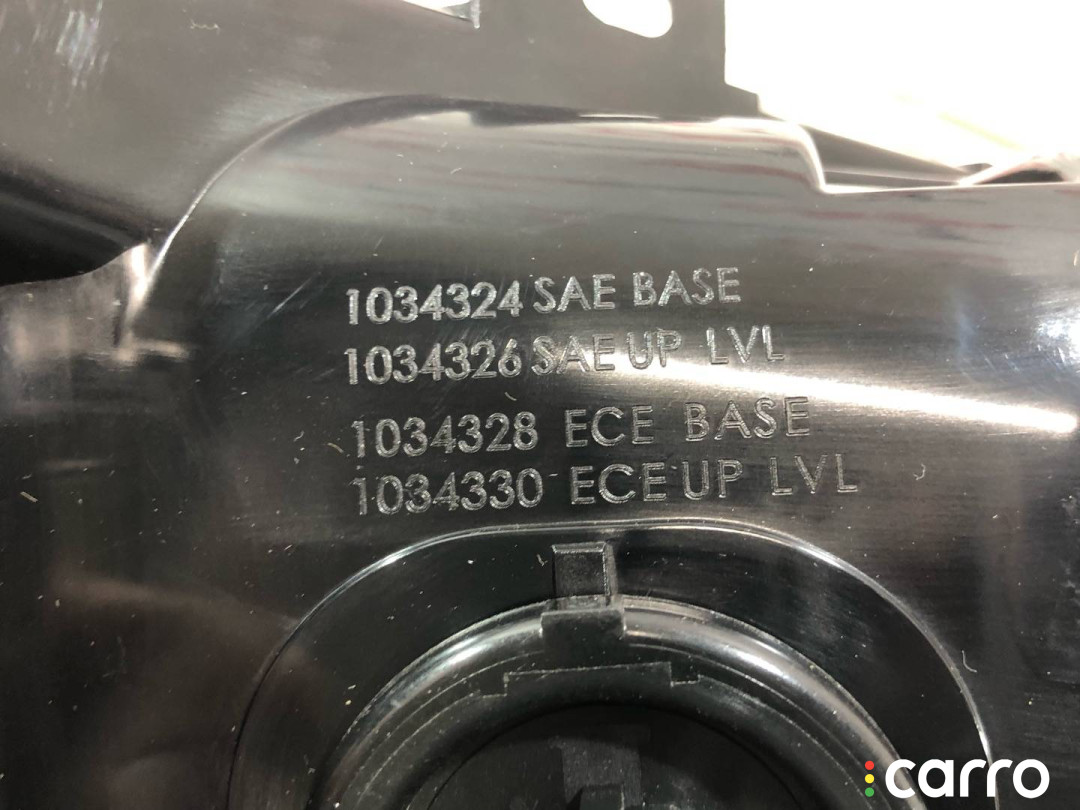 1034324 SAE BASE
1034326 SAE UP LVL
1034328 ECE BASE
1034330 ECE UP LVL
carro